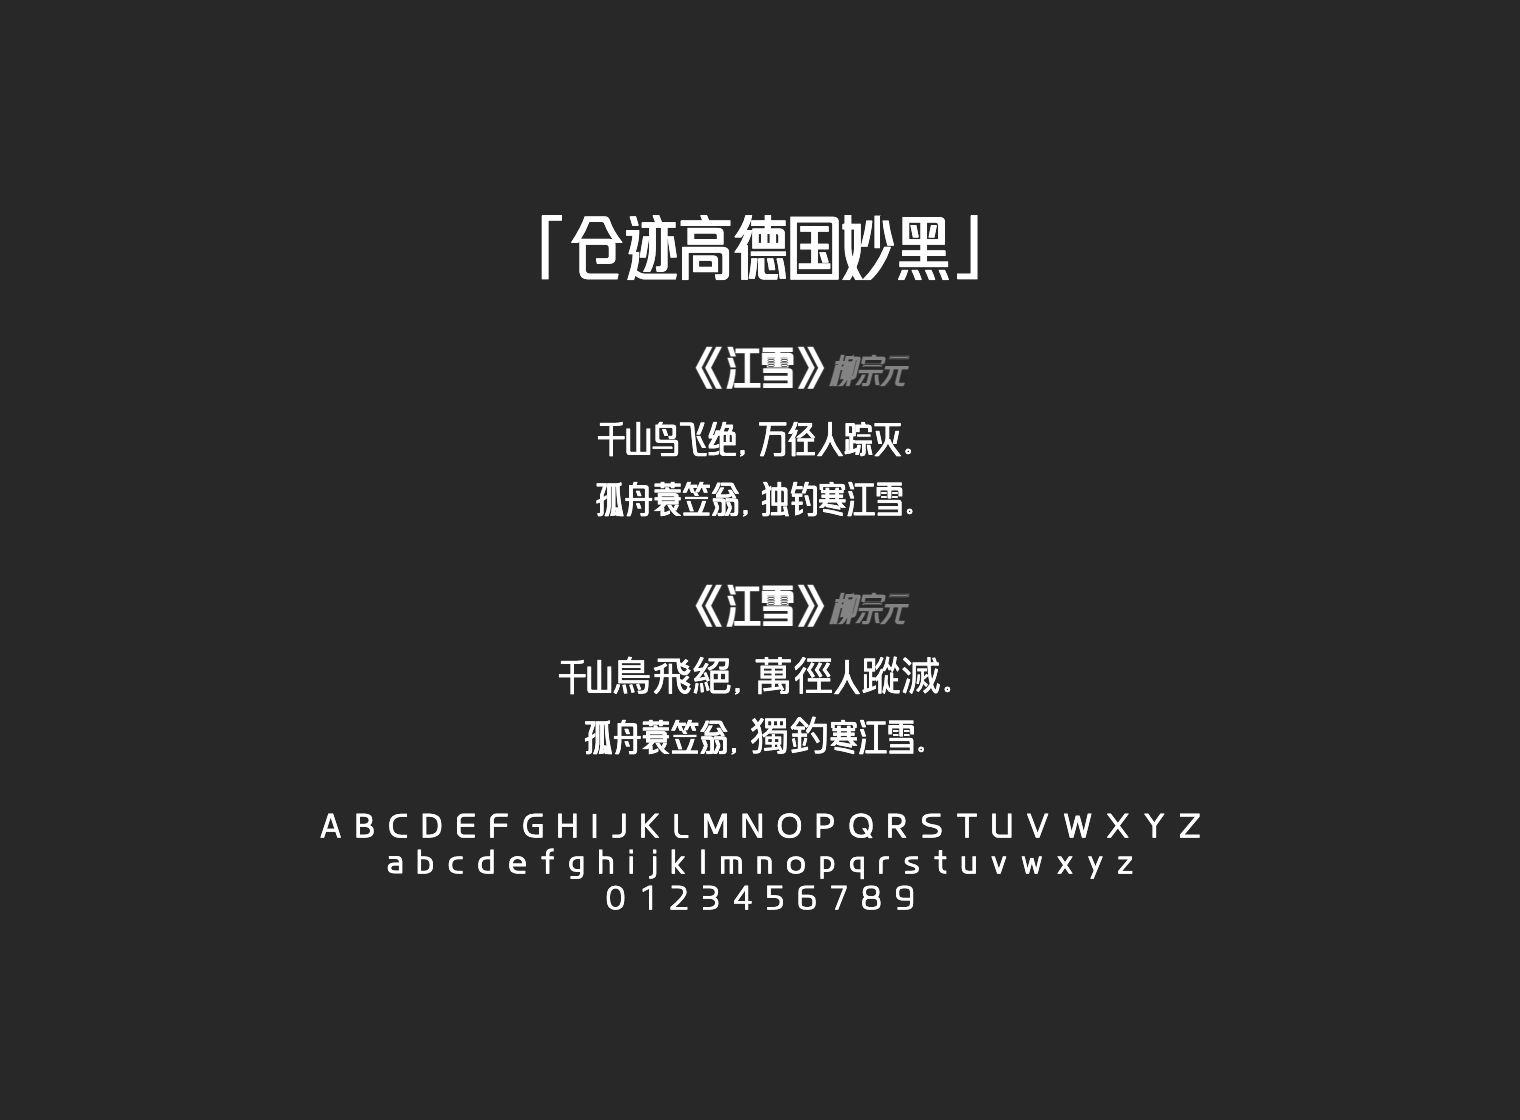 「仓迹高德国妙黑」
《江雪》柳宗元
千山鸟飞绝，万径人踪灭。
孤舟蓑笠翁，独钓寒江雪。
《江雪》柳宗元
千山鳥飛絕，萬徑人蹤滅。
孤舟蓑笠翁，獨釣寒江雪。
A B C D E F G H I J K L M N O P Q R S T U V W X Y Z
a b c d e f g h i j k l m n o p q r s t u v w x y z
0 1 2 3 4 5 6 7 8 9